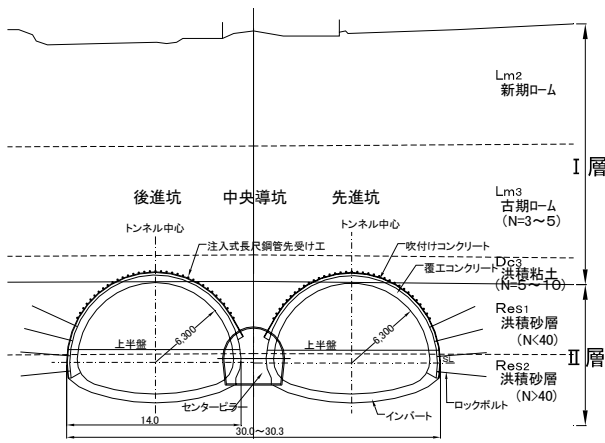 Lm2
新期ローム
Ⅰ層
Lm3
古期ローム
(N=3～5)
後進坑
中央導坑
先進坑
トンネル中心
トンネル中心
注入式長尺鋼管先受け工
吹付けコンクリート
覆工コンクリート
Dc3
洪積粘土
(N=5～10)
Res1
洪積砂層
(N<40)
6,300
6,300
上半盤
上半盤
SL
Ⅱ層
Res2
洪積砂層
(N>40)
センターピラー
ロックボルト
インバート
14.0
30.0～30.3